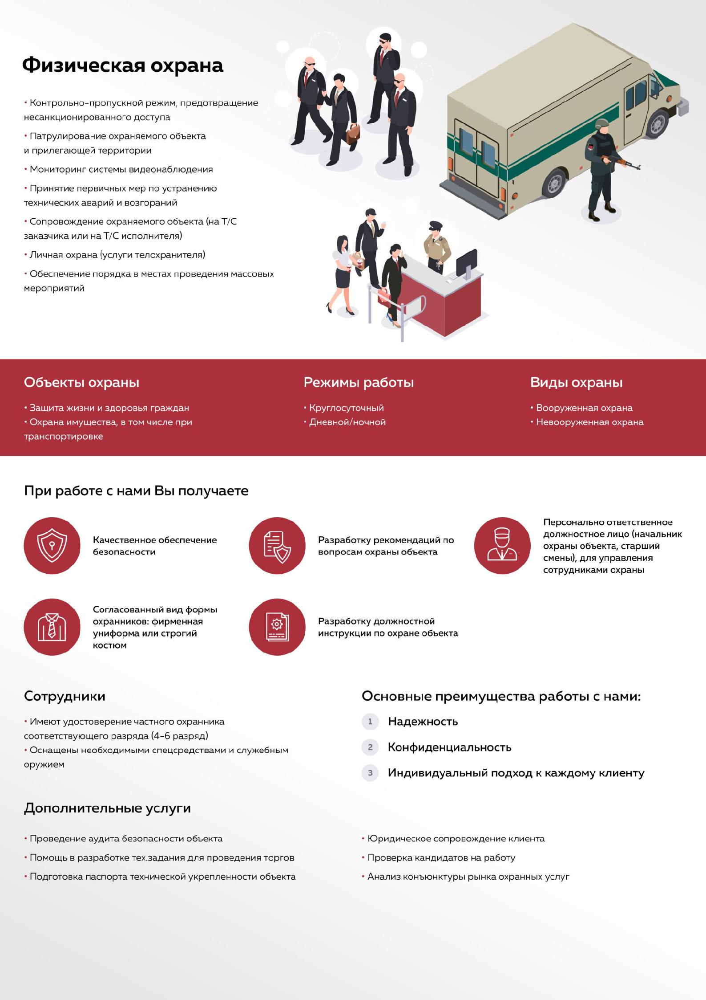 Физическая охрана
• Контрольно-пропускной режим, предотвращение
несанкционированного доступа
• Патрулирование охраняемого объекта
и прилегающей территории
• Мониторинг системы видеонаблюдения
• Принятие первичных мер по устранению
технических аварий и возгораний
• Сопровождение охраняемого объекта (на Т/С
заказчика или на Т/С исполнителя)
• Личная охрана (услуги телохранителя)
• Обеспечение порядка в местах проведения массовых
мероприятий
Объекты охраны
• Защита жизни и здоровья граждан
• Охрана имущества, в том числе при
транспортировке
Режимы работы
• Круглосуточный
• Дневной/ночной
Виды охраны
• Вооруженная охрана
• Невооруженная охрана
При работе с нами Вы получаете
Качественное обеспечение
безопасности
Разработку рекомендаций по
вопросам охраны объекта
Персонально ответственное
должностное лицо (начальник
охраны объекта, старший
смены), для управления
сотрудниками охраны
Согласованный вид формы
охранников: фирменная
униформа или строгий
костюм
Разработку должностной
инструкции по охране объекта
Сотрудники
• Имеют удостоверение частного охранника
соответствующего разряда (4-6 разряд)
• Оснащены необходимыми спецсредствами и служебным
оружием
Основные преимущества работы с нами:
1 Надежность
2 Конфиденциальность
3 Индивидуальный подход к каждому клиенту
Дополнительные услуги
• Проведение аудита безопасности объекта
• Помощь в разработке тех.задания для проведения торгов
• Подготовка паспорта технической укрепленности объекта
• Юридическое сопровождение клиента
• Проверка кандидатов на работу
• Анализ конъюнктуры рынка охранных услуг